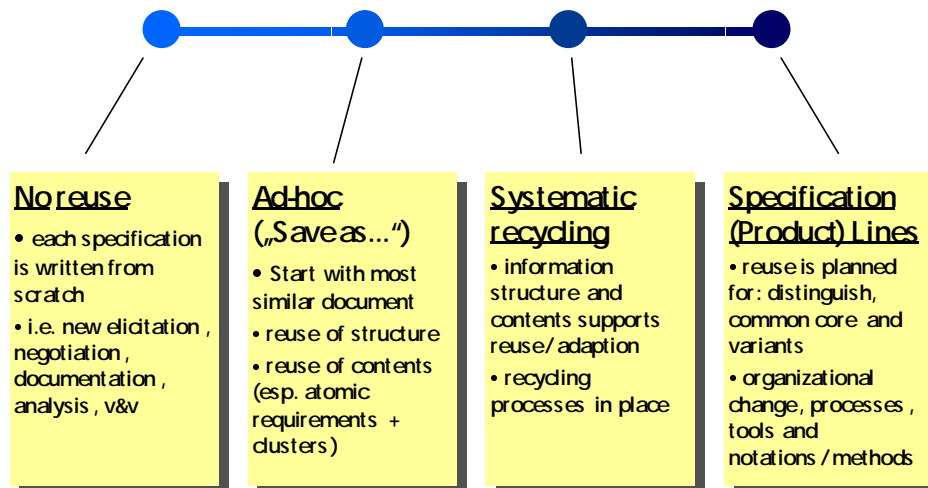 No reuse
• each specification
is written from
scratch
• i.e. new elicitation ,
negotiation ,
documentation ,
analysis , v&v
Ad-hoc
(„Save as...“)
• Start with most
similar document
• reuse of structure
• reuse of contents
(esp. atomic
requirements +
clusters)
Systematic
recycling
• information
structure and
contents supports
reuse/adaption
• recycling
processes in place
Specification
(Product) Lines
• reuse is planned
for: distinguish,
common core and
variants
• organizational
change, processes ,
tools and
notations / methods